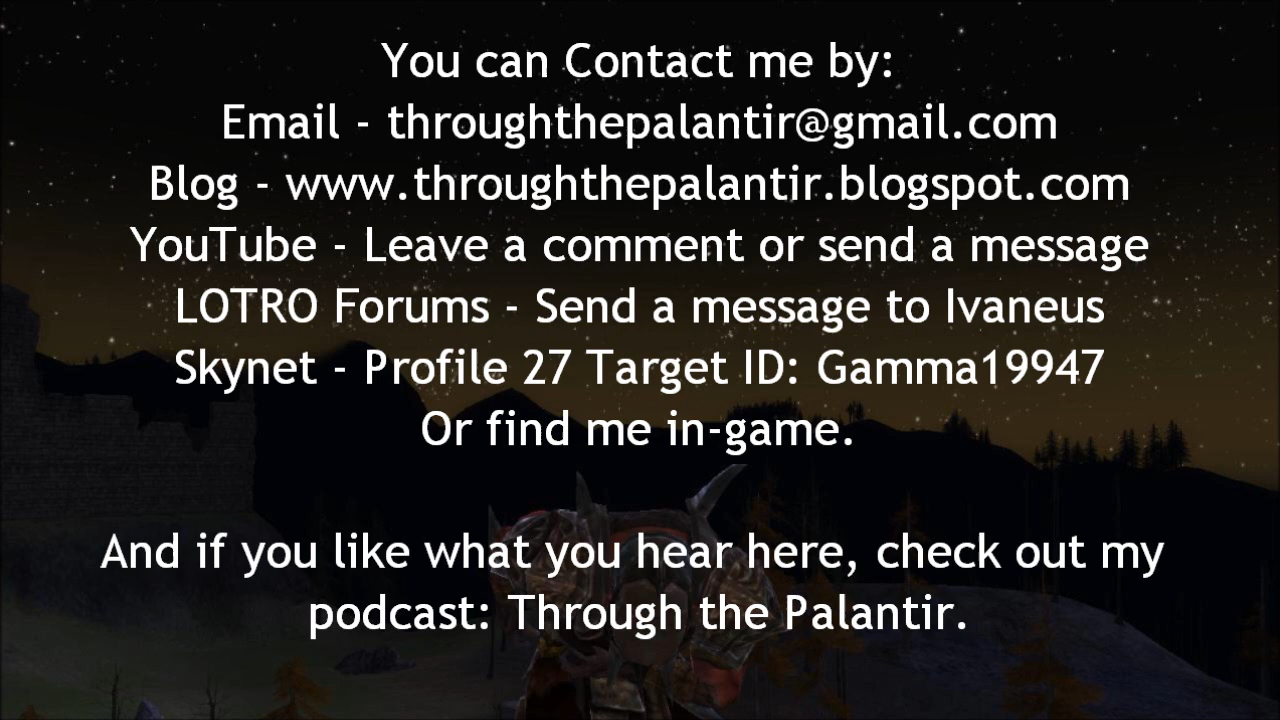 You can Contact me by:
Email - throughthepalantir@gmail.com
Blog - www.throughthepalantir.blogspot.com
YouTube - Leave a comment or send a message
LOTRO Forums - Send a message to Ivaneus
Skynet - Profile 27 Target ID: Gamma19947
Or find me in-game.
And if you like what you hear here, check out my
podcast: Through the Palantir.